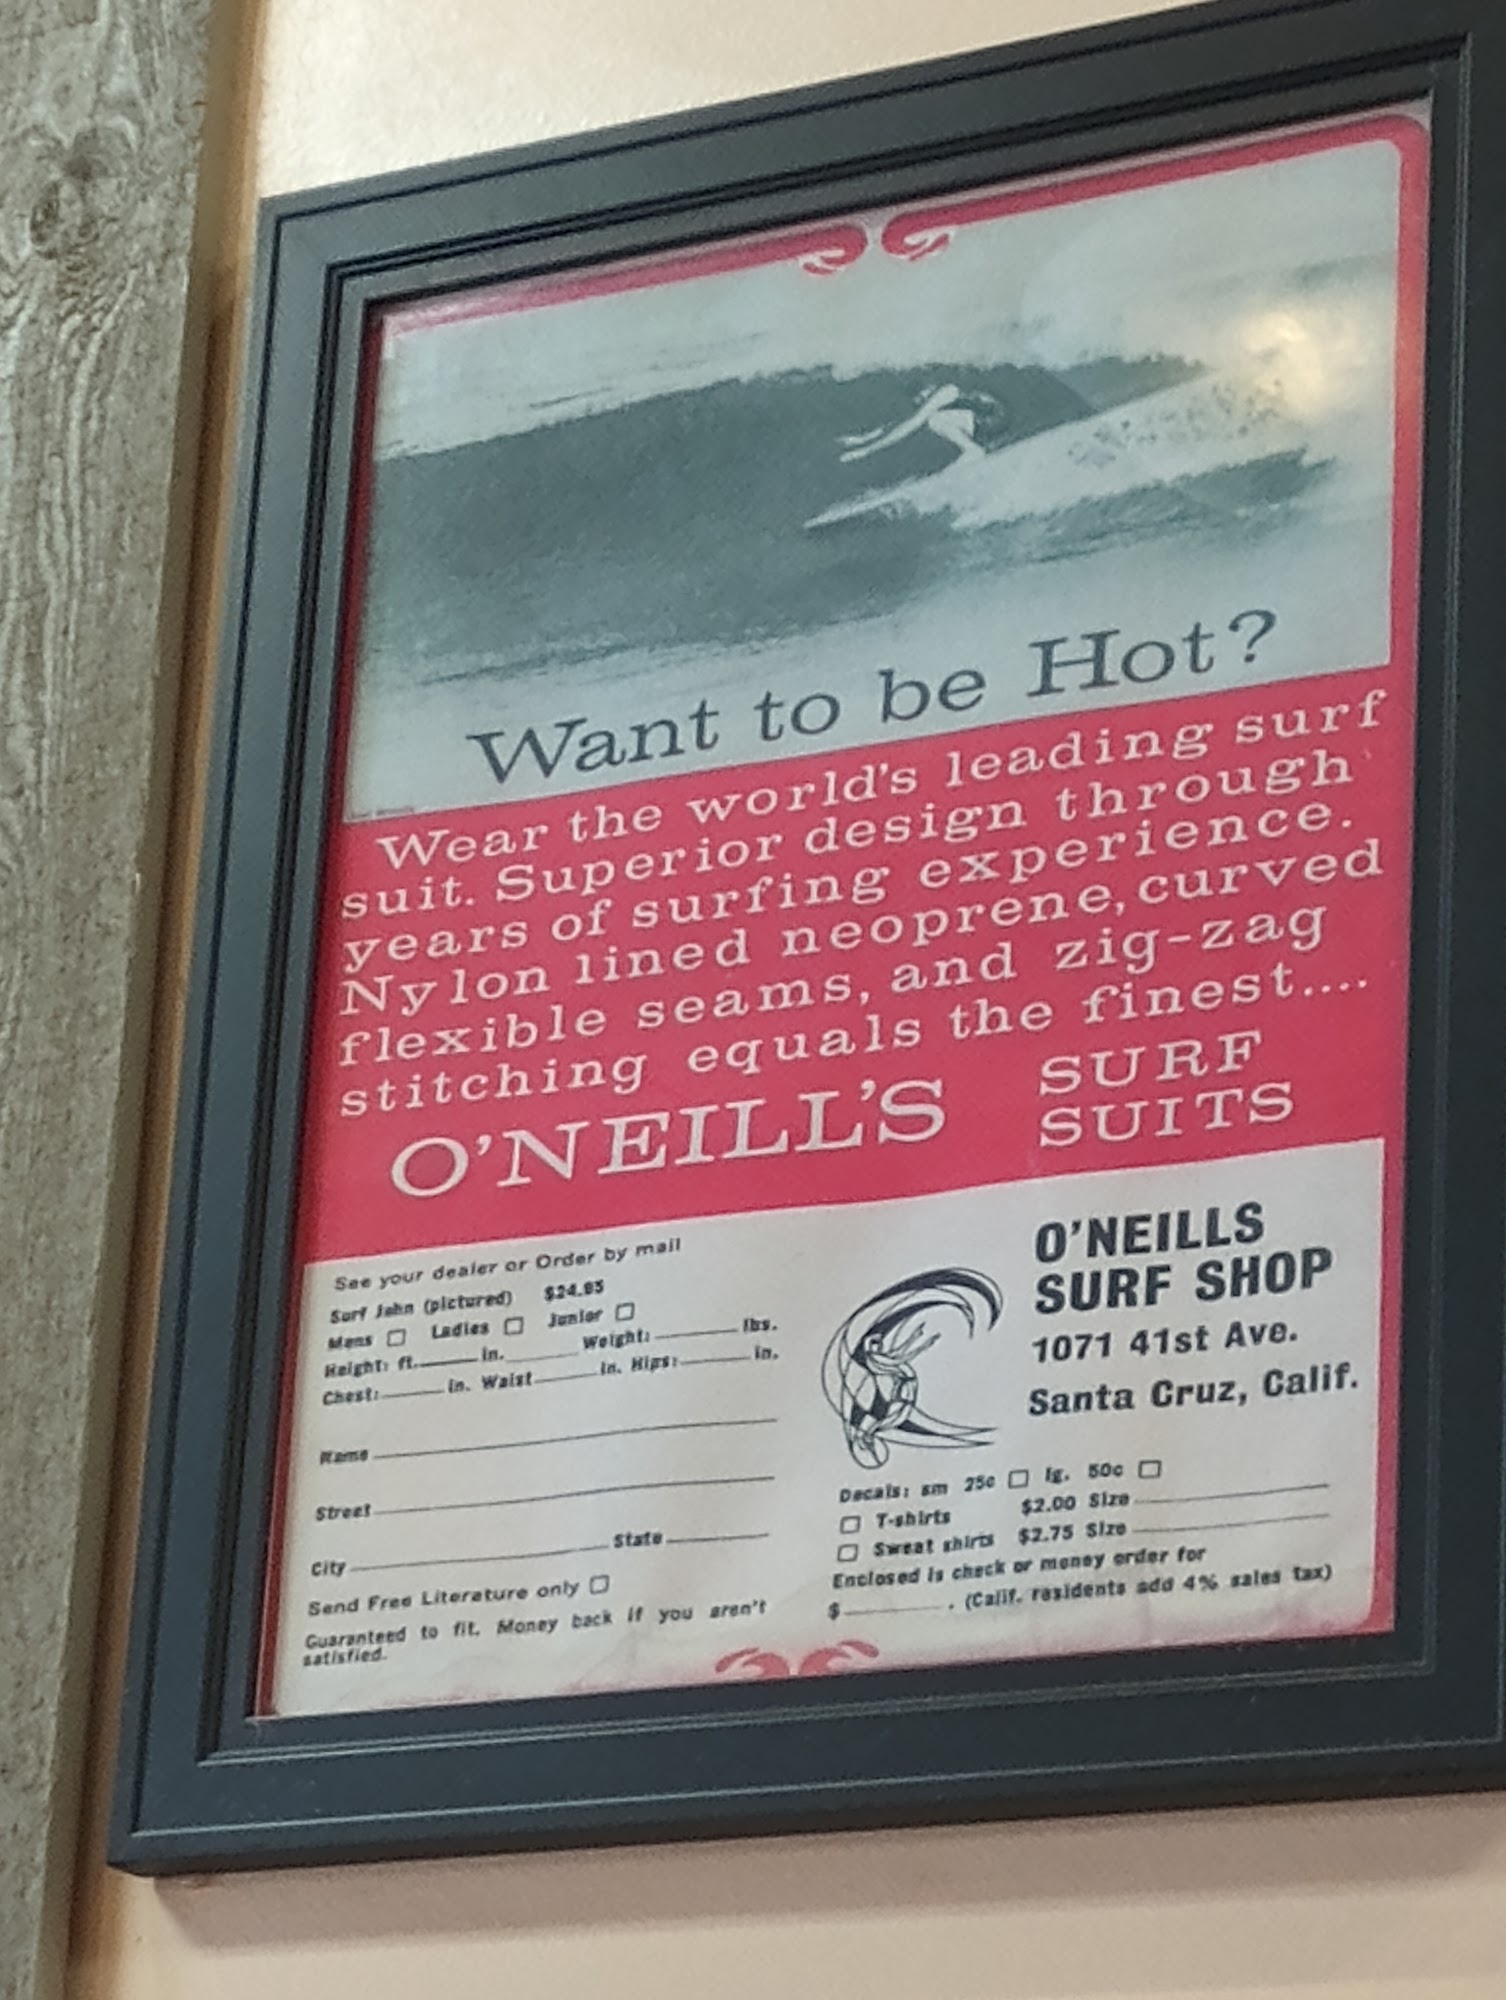 Want to be Hot?
Wear the world's leading surf
suit. Superior design through
years of surfing experience.
Nylon lined neoprene, curved
flexible seams, and zig-zag
stitching equals the finest....
O'NEILL'S SURF
SUITS
See your dealer or Order by mail
Surf John (pictured) $24.95
Mens Ladies Junior
Height: ft. in. Weight: lbs.
Chest: in. Waist in. Hips: in.
Name
Street
City State
Send Free Literature only
Guaranteed to fit. Money back if you aren't
satisfied.
O'NEILLS
SURF SHOP
1071 41st Ave.
Santa Cruz, Calif.
Decals: sm 25c lg. 50c
T-shirts $2.00 Size
Sweat shirts $2.75 Size
Enclosed is check or money order for
$ . (Calif. residents add 4% sales tax)